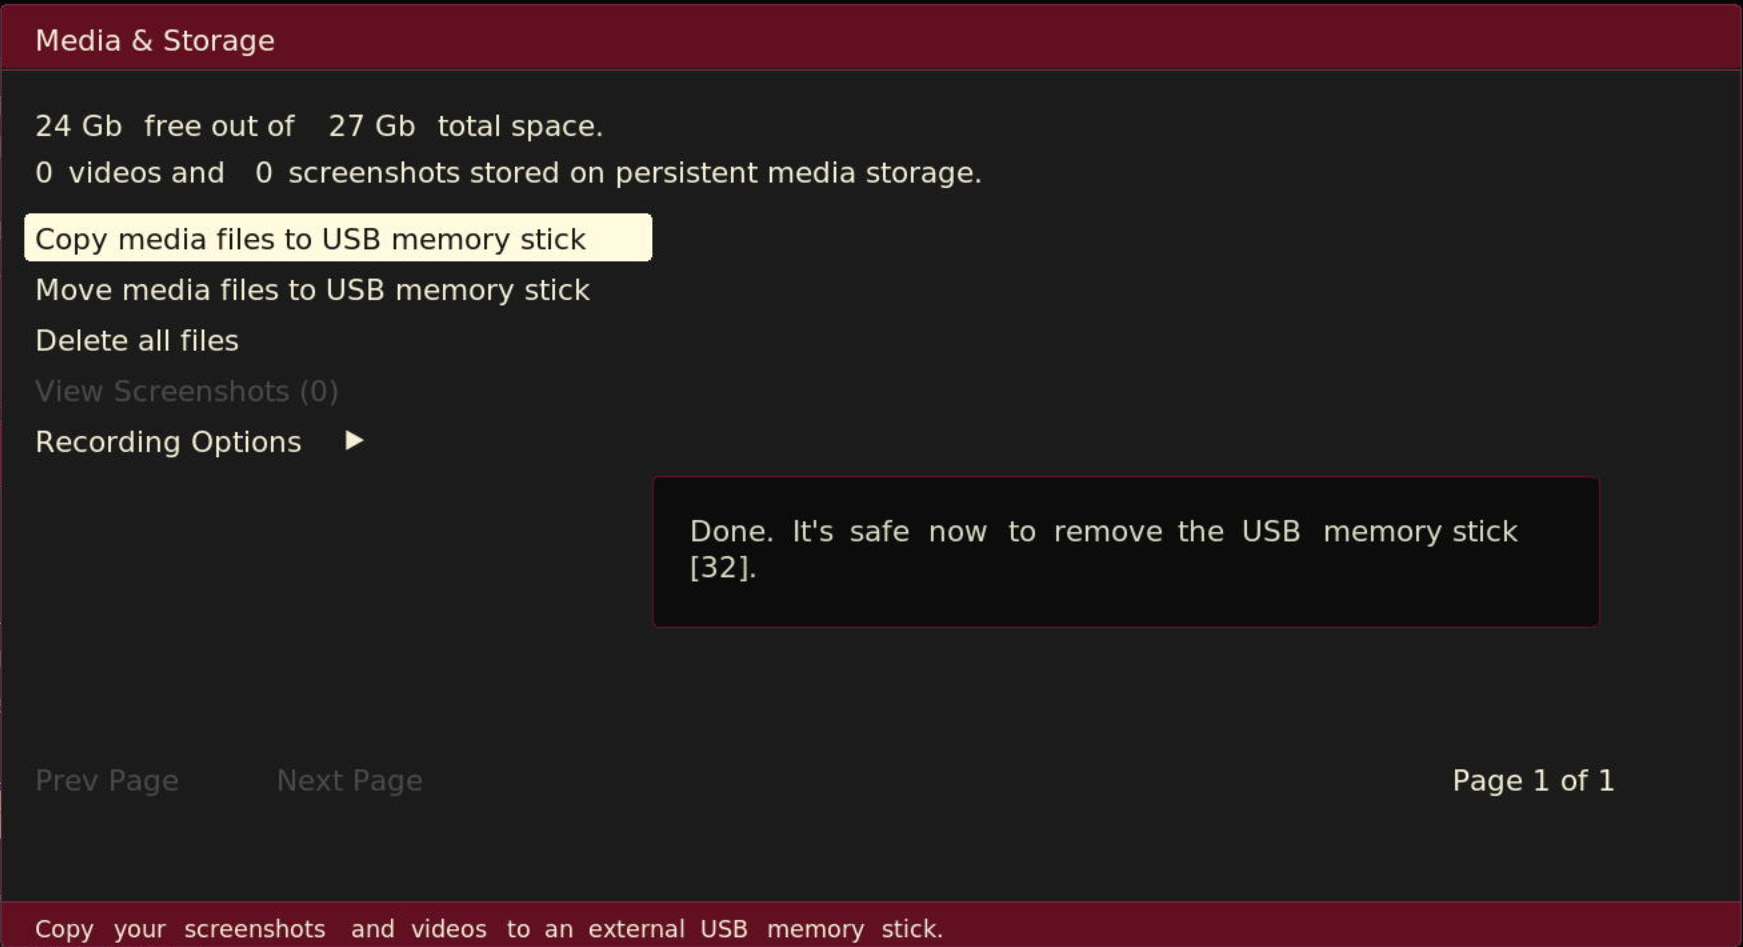 Media & Storage
24 Gb free out of 27 Gb total space.
0 videos and 0 screenshots stored on persistent media storage.
Copy media files to USB memory stick
Move media files to USB memory stick
Delete all files
View Screenshots (0)
Recording Options ▶
Done. It's safe now to remove the USB memory stick
[32].
Prev Page Next Page Page 1 of 1
Copy your screenshots and videos to an external USB memory stick.